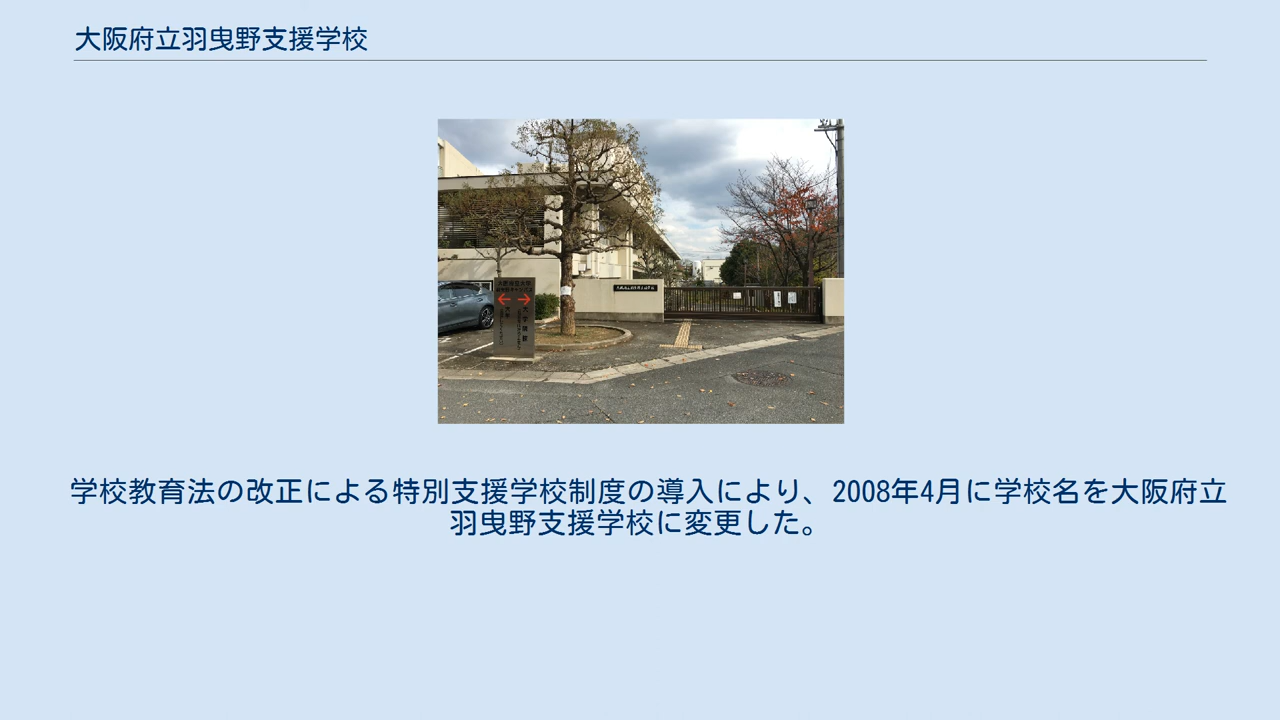 大阪府立羽曳野支援学校
学校教育法の改正による特別支援学校制度の導入により、2008年4月に学校名を大阪府立
羽曳野支援学校に変更した。